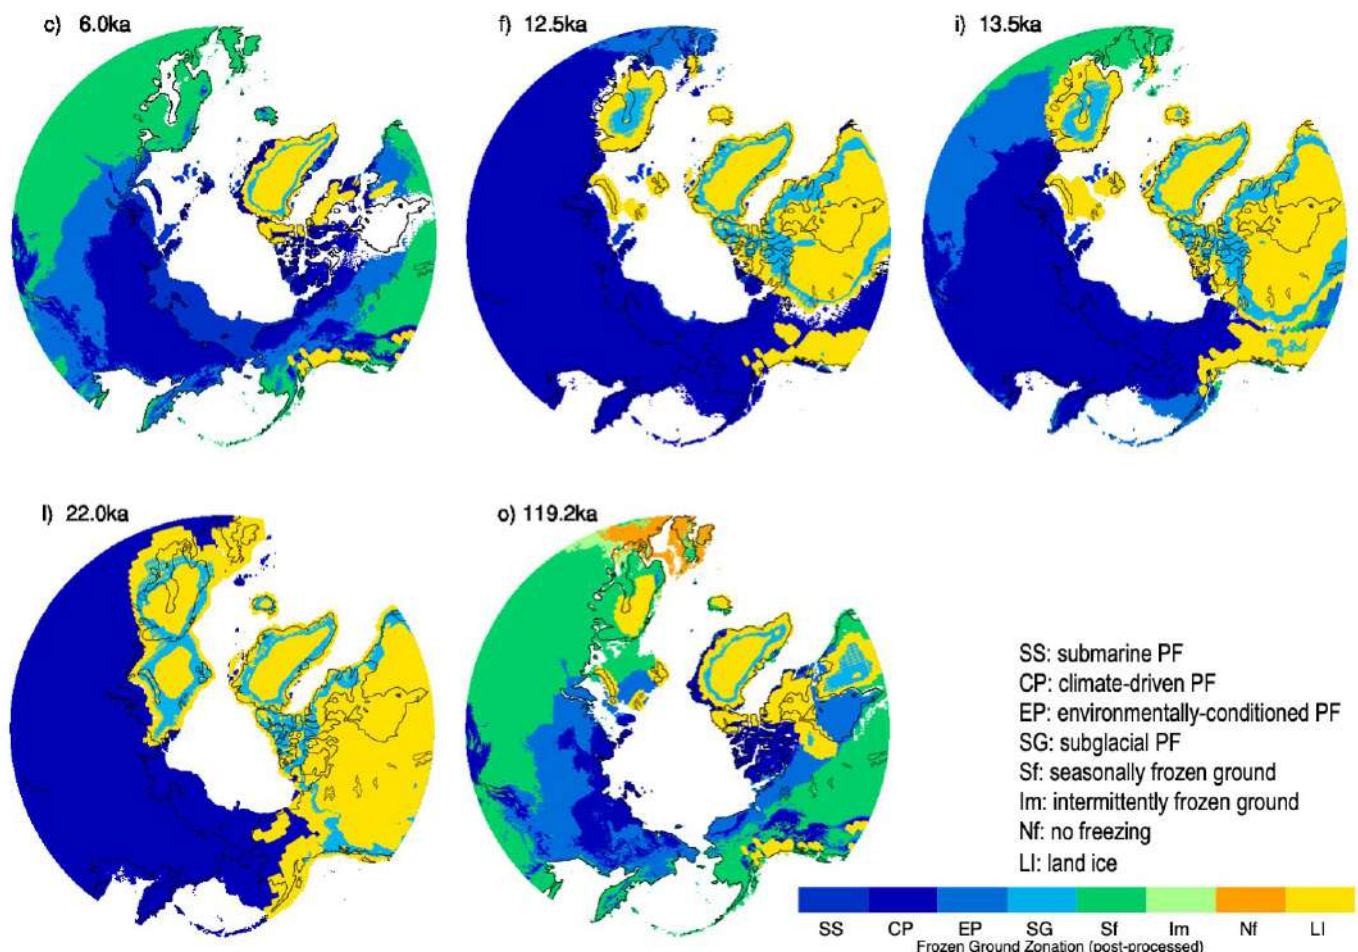 c) 6.0ka
f) 12.5ka
i) 13.5ka
l) 22.0ka
o) 119.2ka
SS: submarine PF
CP: climate-driven PF
EP: environmentally-conditioned PF
SG: subglacial PF
Sf: seasonally frozen ground
Im: intermittently frozen ground
Nf: no freezing
LI: land ice
SS CP EP SG Sf Im Nf LI
Frozen Ground Zonation (post-processed)